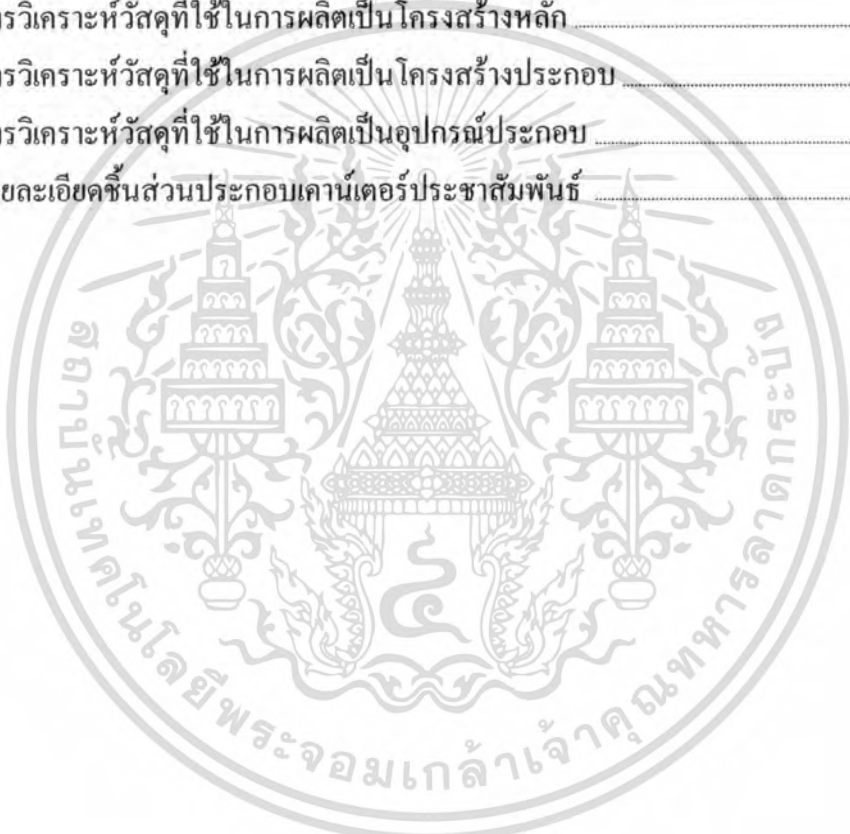 รวิเคราะห์วัสดุที่ใช้ในการผลิตเป็นโครงสร้างหลัก
รวิเคราะห์วัสดุที่ใช้ในการผลิตเป็นโครงสร้างประกอบ
รวิเคราะห์วัสดุที่ใช้ในการผลิตเป็นอุปกรณ์ประกอบ
ยละเอียดชิ้นส่วนประกอบเคาน์เตอร์ประชาสัมพันธ์
สถาบันเทคโนโลยีพระจอมเกล้าเจ้าคุณทหารลาดกระบัง
๔